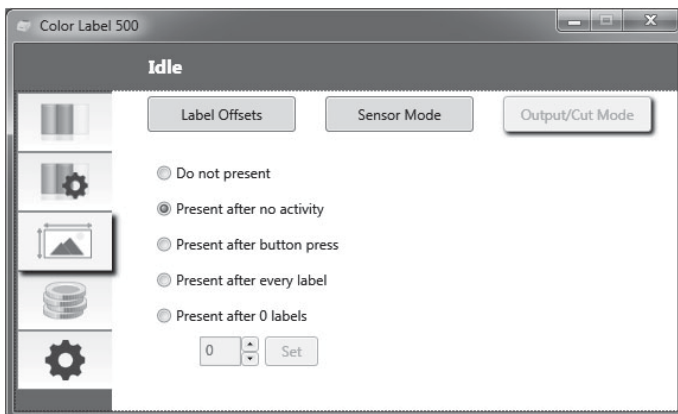 Color Label 500
Idle
Label Offsets Sensor Mode Output/Cut Mode
Do not present
Present after no activity
Present after button press
Present after every label
Present after 0 labels
0 Set